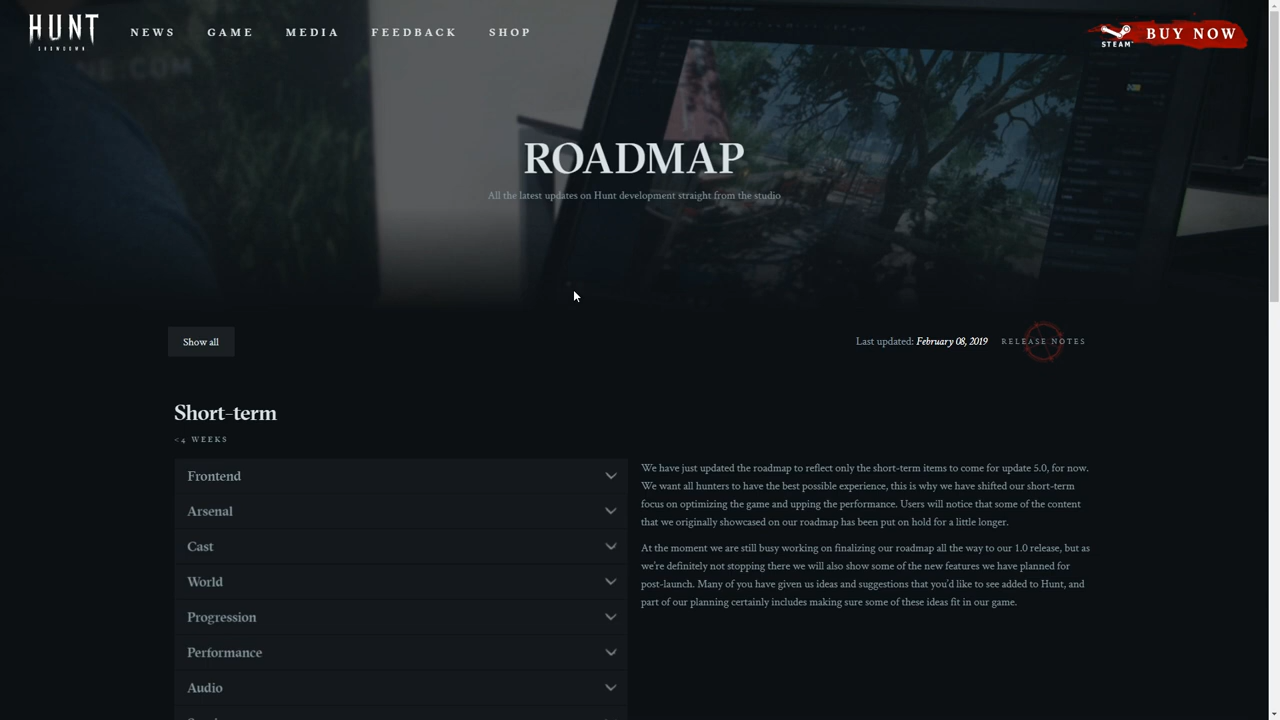 HUNT
SHOWDOWN
NEWS
GAME
MEDIA
FEEDBACK
SHOP
STEAM
BUY NOW
ROADMAP
All the latest updates on Hunt development straight from the studio
Show all
Last updated: February 08, 2019
RELEASE NOTES
Short-term
<4 WEEKS
Frontend
Arsenal
Cast
World
Progression
Performance
Audio
We have just updated the roadmap to reflect only the short-term items to come for update 5.0, for now.
We want all hunters to have the best possible experience, this is why we have shifted our short-term
focus on optimizing the game and upping the performance. Users will notice that some of the content
that we originally showcased on our roadmap has been put on hold for a little longer.
At the moment we are still busy working on finalizing our roadmap all the way to our 1.0 release, but as
we're definitely not stopping there we will also show some of the new features we have planned for
post-launch. Many of you have given us ideas and suggestions that you'd like to see added to Hunt, and
part of our planning certainly includes making sure some of these ideas fit in our game.